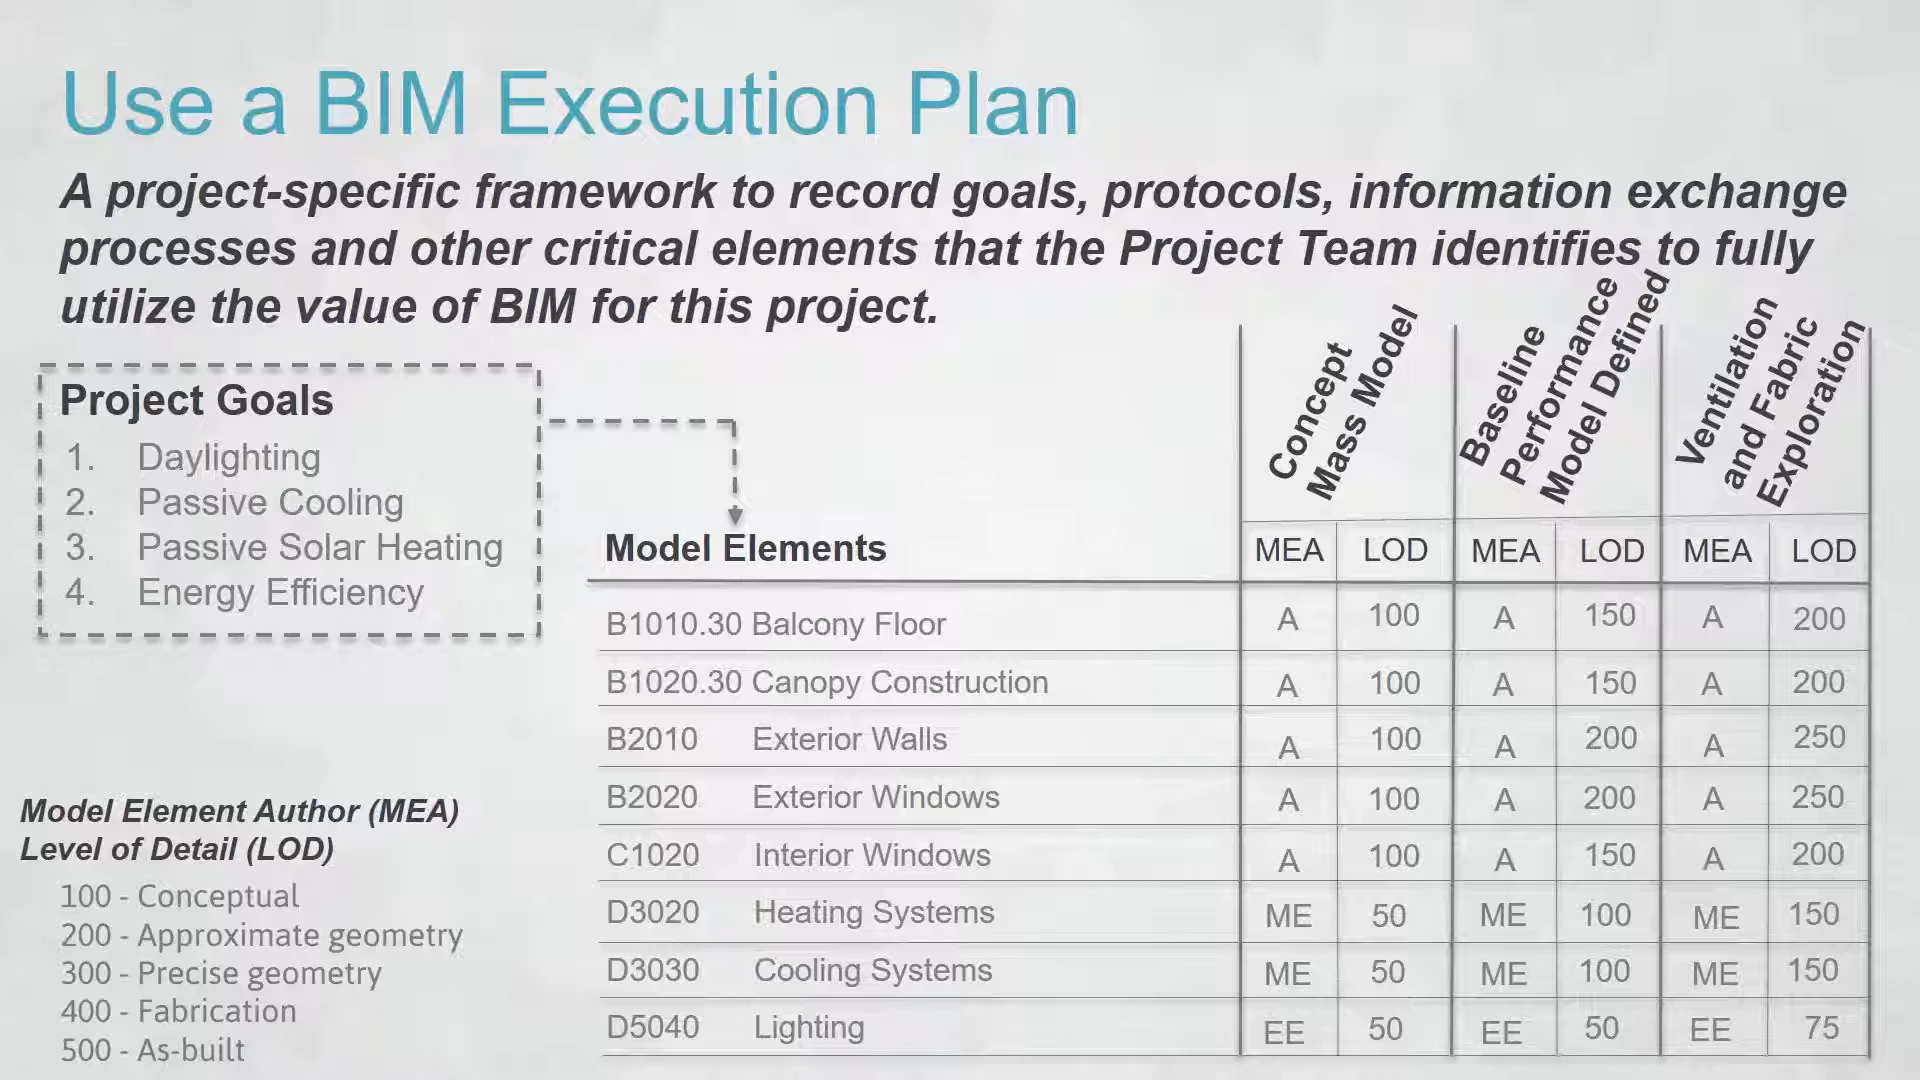 Use a BIM Execution Plan
A project-specific framework to record goals, protocols, information exchange
processes and other critical elements that the Project Team identifies to fully
utilize the value of BIM for this project.
Project Goals
1. Daylighting
2. Passive Cooling
3. Passive Solar Heating
4. Energy Efficiency
Concept
Mass Model
Baseline
Performance
Model Defined
Ventilation
and Fabric
Exploration
Model Elements MEA LOD MEA LOD MEA LOD
B1010.30 Balcony Floor A 100 A 150 A 200
B1020.30 Canopy Construction A 100 A 150 A 200
B2010 Exterior Walls A 100 A 200 A 250
B2020 Exterior Windows A 100 A 200 A 250
C1020 Interior Windows A 100 A 150 A 200
D3020 Heating Systems ME 50 ME 100 ME 150
D3030 Cooling Systems ME 50 ME 100 ME 150
D5040 Lighting EE 50 EE 50 EE 75
Model Element Author (MEA)
Level of Detail (LOD)
100 - Conceptual
200 - Approximate geometry
300 - Precise geometry
400 - Fabrication
500 - As-built